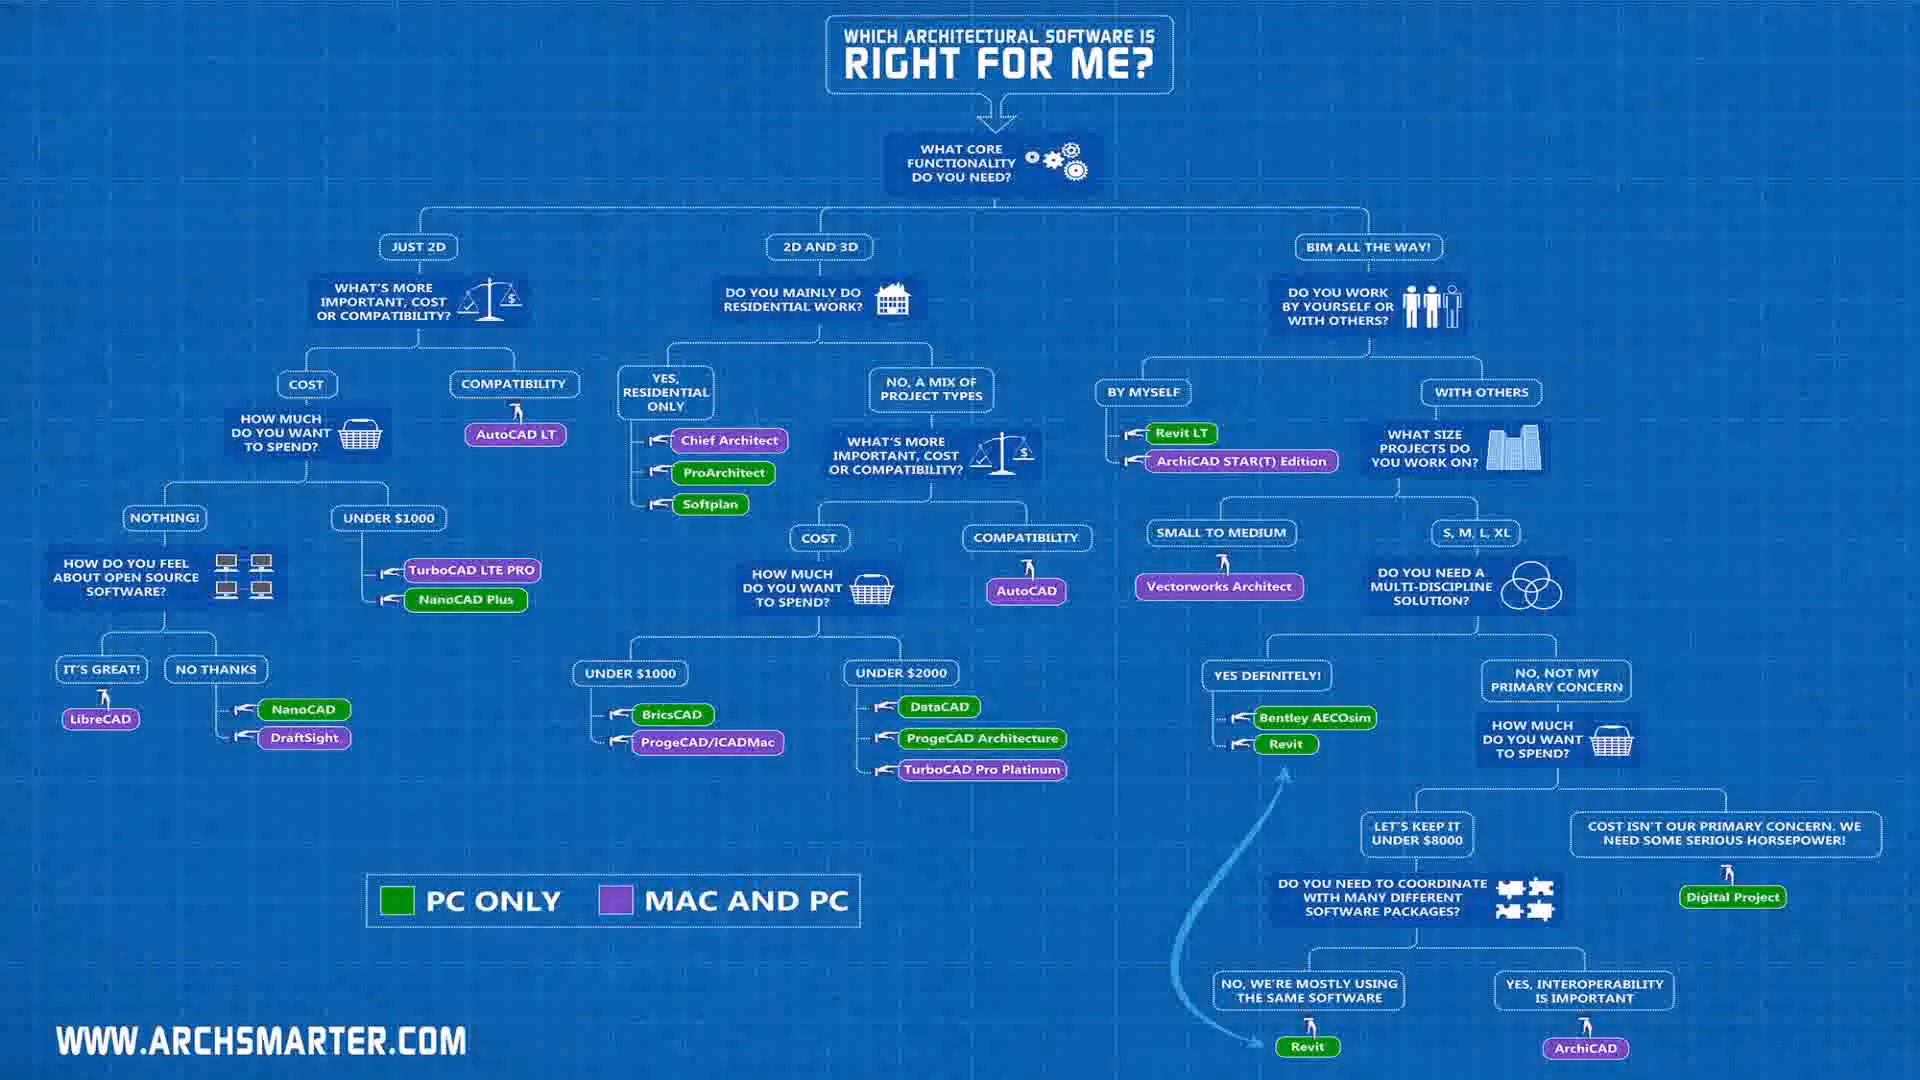 WHICH ARCHITECTURAL SOFTWARE IS
RIGHT FOR ME?
WHAT CORE
FUNCTIONALITY
DO YOU NEED?
JUST 2D
2D AND 3D
BIM ALL THE WAY!
WHAT'S MORE
IMPORTANT, COST
OR COMPATIBILITY?
$
DO YOU MAINLY DO
RESIDENTIAL WORK?
DO YOU WORK
BY YOURSELF OR
WITH OTHERS?
COST
COMPATIBILITY
AutoCAD LT
HOW MUCH
DO YOU WANT
TO SPEND?
NOTHING!
UNDER $1000
HOW DO YOU FEEL
ABOUT OPEN SOURCE
SOFTWARE?
TurboCAD LTE PRO
NanoCAD Plus
IT'S GREAT!
NO THANKS
LibreCAD
NanoCAD
DraftSight
YES,
RESIDENTIAL
ONLY
Chief Architect
ProArchitect
Softplan
NO, A MIX OF
PROJECT TYPES
WHAT'S MORE
IMPORTANT, COST
OR COMPATIBILITY?
$
COST
COMPATIBILITY
AutoCAD
HOW MUCH
DO YOU WANT
TO SPEND?
UNDER $1000
BricsCAD
ProgeCAD/iCADMac
UNDER $2000
DataCAD
ProgeCAD Architecture
TurboCAD Pro Platinum
BY MYSELF
Revit LT
ArchiCAD STAR(T) Edition
WITH OTHERS
WHAT SIZE
PROJECTS DO
YOU WORK ON?
SMALL TO MEDIUM
Vectorworks Architect
S, M, L, XL
DO YOU NEED A
MULTI-DISCIPLINE
SOLUTION?
YES DEFINITELY!
Bentley AECOsim
Revit
NO, NOT MY
PRIMARY CONCERN
HOW MUCH
DO YOU WANT
TO SPEND?
LET'S KEEP IT
UNDER $8000
COST ISN'T OUR PRIMARY CONCERN. WE
NEED SOME SERIOUS HORSEPOWER!
Digital Project
DO YOU NEED TO COORDINATE
WITH MANY DIFFERENT
SOFTWARE PACKAGES?
NO, WE'RE MOSTLY USING
THE SAME SOFTWARE
Revit
YES, INTEROPERABILITY
IS IMPORTANT
ArchiCAD
PC ONLY
MAC AND PC
WWW.ARCHSMARTER.COM